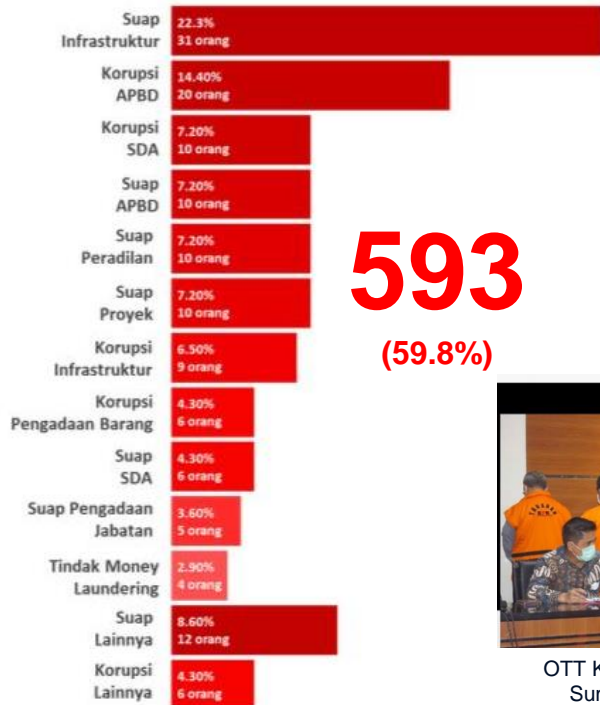 Suap
Infrastruktur
22.3%
31 orang
Korupsi
APBD
14.40%
20 orang
Korupsi
SDA
7.20%
10 orang
Suap
APBD
7.20%
10 orang
Suap
Peradilan
7.20%
10 orang
Suap
Proyek
7.20%
10 orang
Korupsi
Infrastruktur
6.50%
9 orang
Korupsi
Pengadaan Barang
4.30%
6 orang
Suap
SDA
4.30%
6 orang
Suap Pengadaan
Jabatan
3.60%
5 orang
Tindak Money
Laundering
2.90%
4 orang
Suap
Lainnya
8.60%
12 orang
Korupsi
Lainnya
4.30%
6 orang
593
(59.8%)
OTT